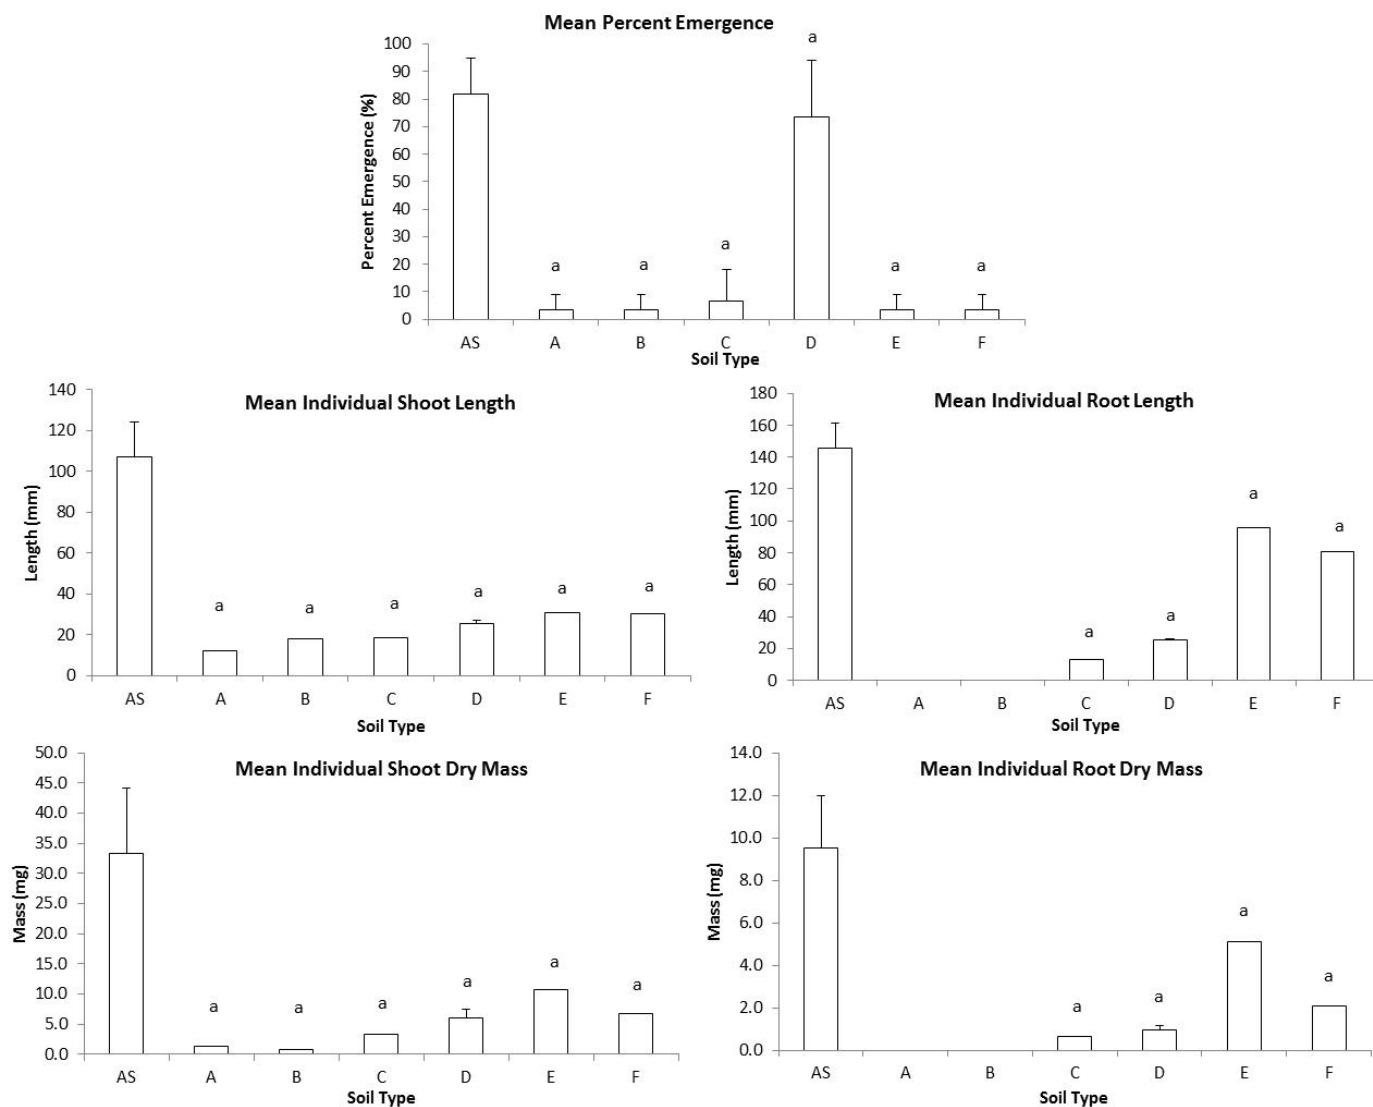 Mean Percent Emergence
Percent Emergence (%)
100
90
80
70
60
50
40
30
20
10
0
a
a
a
a
a
a
AS A B C D E F
Soil Type
Mean Individual Shoot Length
Length (mm)
140
120
100
80
60
40
20
0
a
a
a
a
a
a
AS A B C D E F
Soil Type
Mean Individual Root Length
Length (mm)
180
160
140
120
100
80
60
40
20
0
a
a
a
a
AS A B C D E F
Soil Type
Mean Individual Shoot Dry Mass
Mass (mg)
50.0
45.0
40.0
35.0
30.0
25.0
20.0
15.0
10.0
5.0
0.0
a
a
a
a
a
a
AS A B C D E F
Soil Type
Mean Individual Root Dry Mass
Mass (mg)
14.0
12.0
10.0
8.0
6.0
4.0
2.0
0.0
a
a
a
a
AS A B C D E F
Soil Type